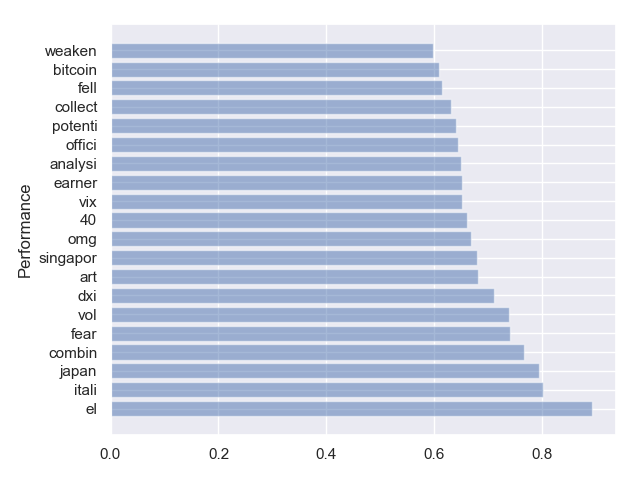 Performance
weaken
bitcoin
fell
collect
potenti
offici
analysi
earner
vix
40
omg
singapor
art
dxi
vol
fear
combin
japan
itali
el
0.0 0.2 0.4 0.6 0.8